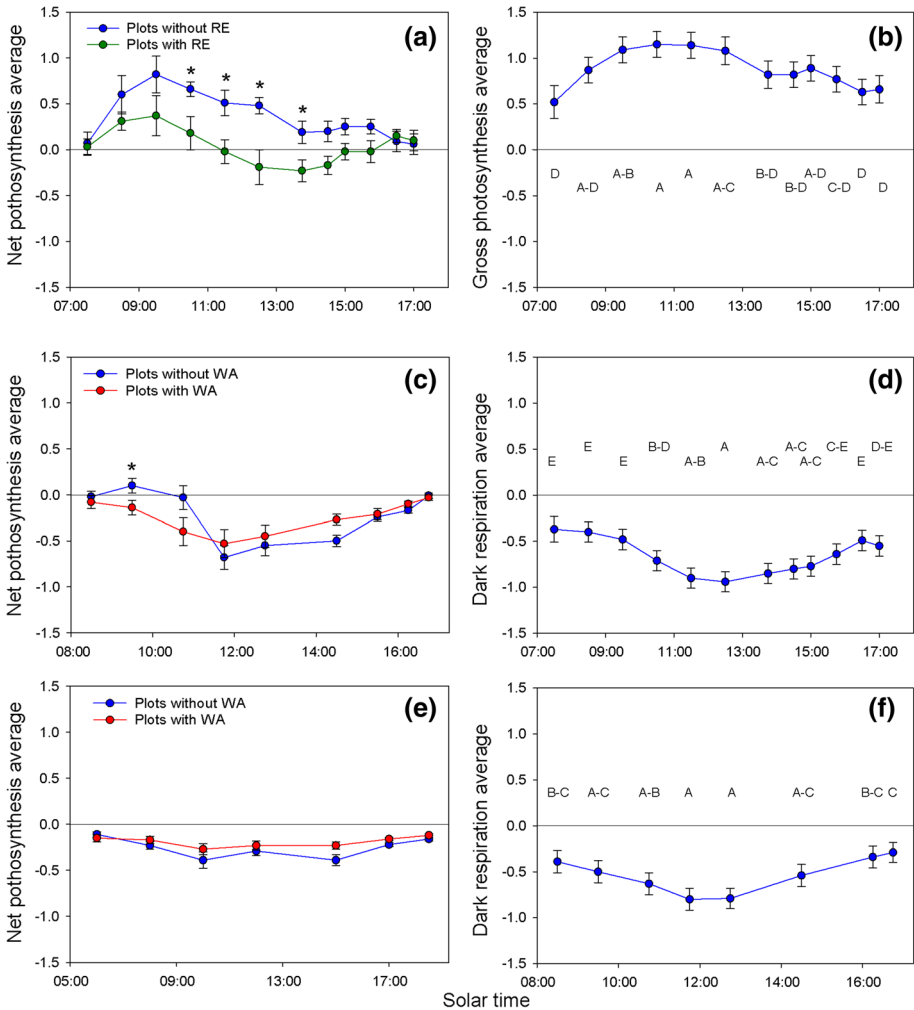 Plots without RE
Plots with RE
(a)
Net pothosynthesis average
1.5
1.0
0.5
0.0
-0.5
-1.0
-1.5
* * * *
07:00 09:00 11:00 13:00 15:00 17:00
(b)
Gross photosynthesis average
1.5
1.0
0.5
0.0
-0.5
-1.0
-1.5
D A-B A B-D A-D D
A-D A A-C B-D C-D D
07:00 09:00 11:00 13:00 15:00 17:00
Plots without WA
Plots with WA
(c)
Net pothosynthesis average
1.5
1.0
0.5
0.0
-0.5
-1.0
-1.5
*
08:00 10:00 12:00 14:00 16:00
(d)
Dark respiration average
1.5
1.0
0.5
0.0
-0.5
-1.0
-1.5
E B-D A A-C C-E D-E
E E A-B A-C A-C E
07:00 09:00 11:00 13:00 15:00 17:00
Plots without WA
Plots with WA
(e)
Net pothosynthesis average
1.5
1.0
0.5
0.0
-0.5
-1.0
-1.5
05:00 09:00 13:00 17:00
(f)
Dark respiration average
1.5
1.0
0.5
0.0
-0.5
-1.0
-1.5
B-C A-C A-B A A A-C B-C C
08:00 10:00 12:00 14:00 16:00
Solar time